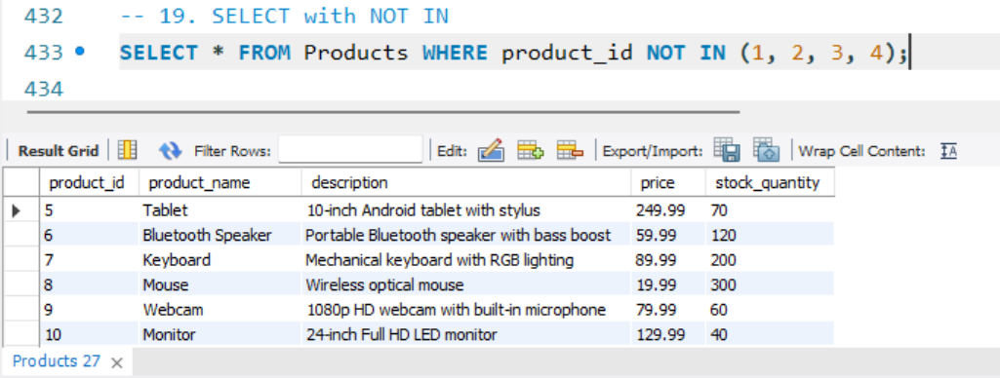 432 -- 19. SELECT with NOT IN
433 SELECT * FROM Products WHERE product_id NOT IN (1, 2, 3, 4);
434
Result Grid Filter Rows: Edit: Export/Import: Wrap Cell Content: IA
product_id product_name description price stock_quantity
5 Tablet 10-inch Android tablet with stylus 249.99 70
6 Bluetooth Speaker Portable Bluetooth speaker with bass boost 59.99 120
7 Keyboard Mechanical keyboard with RGB lighting 89.99 200
8 Mouse Wireless optical mouse 19.99 300
9 Webcam 1080p HD webcam with built-in microphone 79.99 60
10 Monitor 24-inch Full HD LED monitor 129.99 40
Products 27 ×